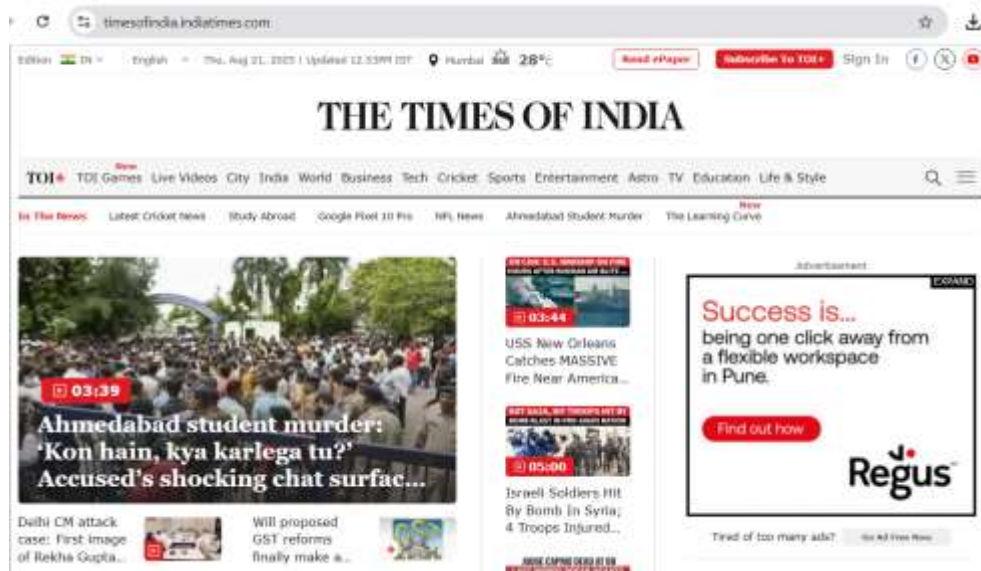 timesofindia.indiatimes.com
Edition IN English Thu, Aug 21, 2025 | Updated 12.53PM IST Mumbai 28°C Read ePaper Subscribe To TOI+ Sign In
THE TIMES OF INDIA
New
TOI+ TOI Games Live Videos City India World Business Tech Cricket Sports Entertainment Astro TV Education Life & Style
New
In The News Latest Cricket News Study Abroad Google Pixel 10 Pro NFL News Ahmedabad Student Murder The Learning Curve
03:39
Ahmedabad student murder:
‘Kon hain, kya karlega tu?’
Accused’s shocking chat surfac...
Delhi CM attack
case: First image
of Rekha Gupta...
Will proposed
GST reforms
finally make a...
03:44
USS New Orleans
Catches MASSIVE
Fire Near America...
05:00
Israeli Soldiers Hit
By Bomb In Syria;
4 Troops Injured...
Advertisement
EXPAND
Success is...
being one click away from
a flexible workspace
in Pune.
Find out how
Regus
Tired of too many ads? Go Ad Free Now